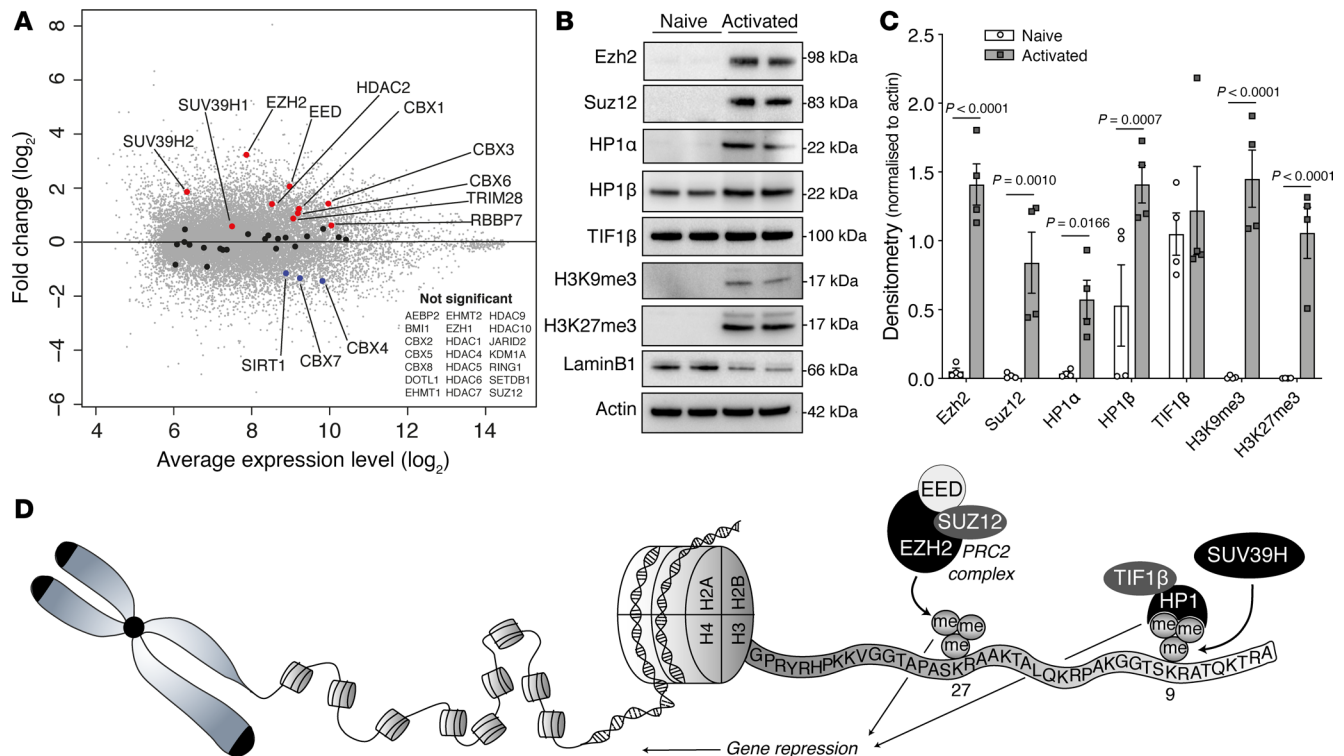 A
Fold change (log2)
8
6
4
2
0
−2
−4
−6
4
6
8
10
12
14
Average expression level (log2)
SUV39H2
SUV39H1
EZH2
EED
HDAC2
CBX1
CBX3
CBX6
TRIM28
RBBP7
SIRT1
CBX7
CBX4
Not significant
AEBP2 EHMT2 HDAC9
BMI1 EZH1 HDAC10
CBX2 HDAC1 JARID2
CBX5 HDAC4 KDM1A
CBX8 HDAC5 RING1
DOTL1 HDAC6 SETDB1
EHMT1 HDAC7 SUZ12
B
Naive Activated
Ezh2 -98 kDa
Suz12 -83 kDa
HP1α -22 kDa
HP1β -22 kDa
TIF1β -100 kDa
H3K9me3 -17 kDa
H3K27me3 -17 kDa
LaminB1 -66 kDa
Actin -42 kDa
C
Naive
Activated
Densitometry (normalised to actin)
2.5
2.0
1.5
1.0
0.5
0.0
P < 0.0001
P = 0.0010
P = 0.0166
P = 0.0007
P < 0.0001
P < 0.0001
Ezh2
Suz12
HP1α
HP1β
TIF1β
H3K9me3
H3K27me3
D
H2A
H2B
H4
H3
EED
SUZ12
EZH2
PRC2
complex
TIF1β
HP1
SUV39H
me
me
me
me
me
me
GPRYRHPKKVGGTAPASKRAAKTALQKRPAKGGTSKRATQKTRA
27
9
Gene repression